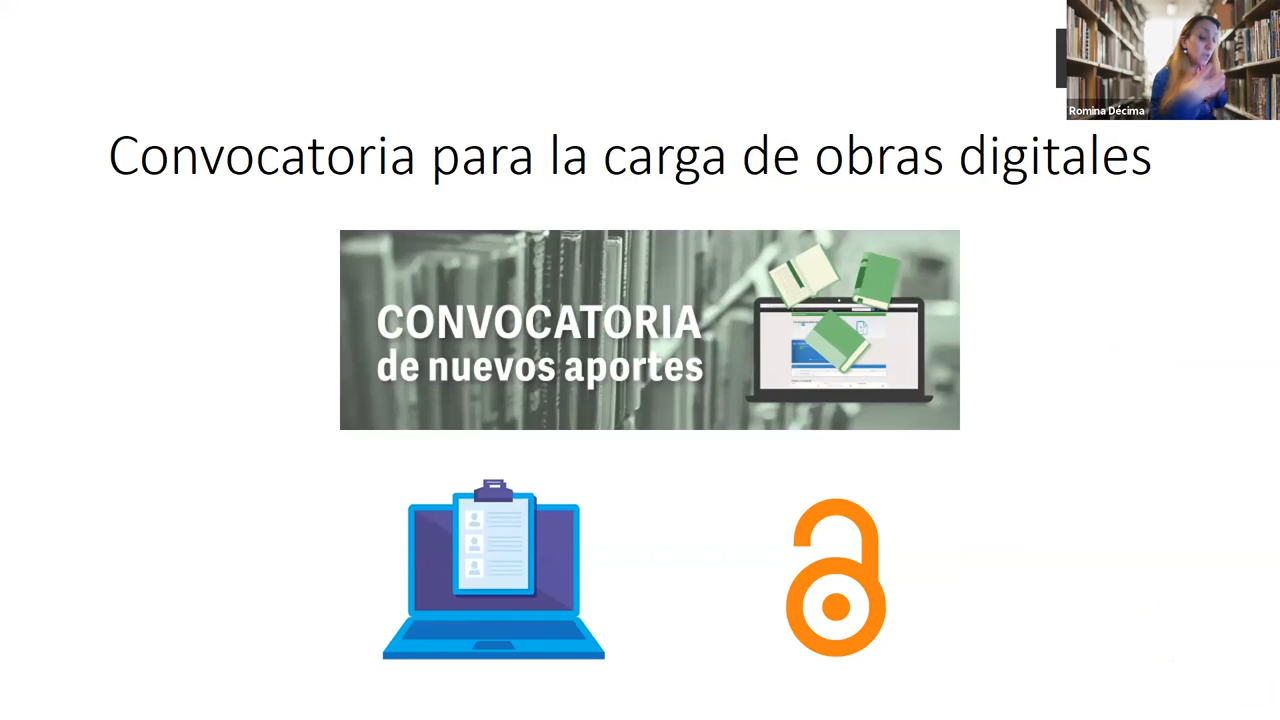 Romina Décima
Convocatoria para la carga de obras digitales
CONVOCATORIA
de nuevos aportes